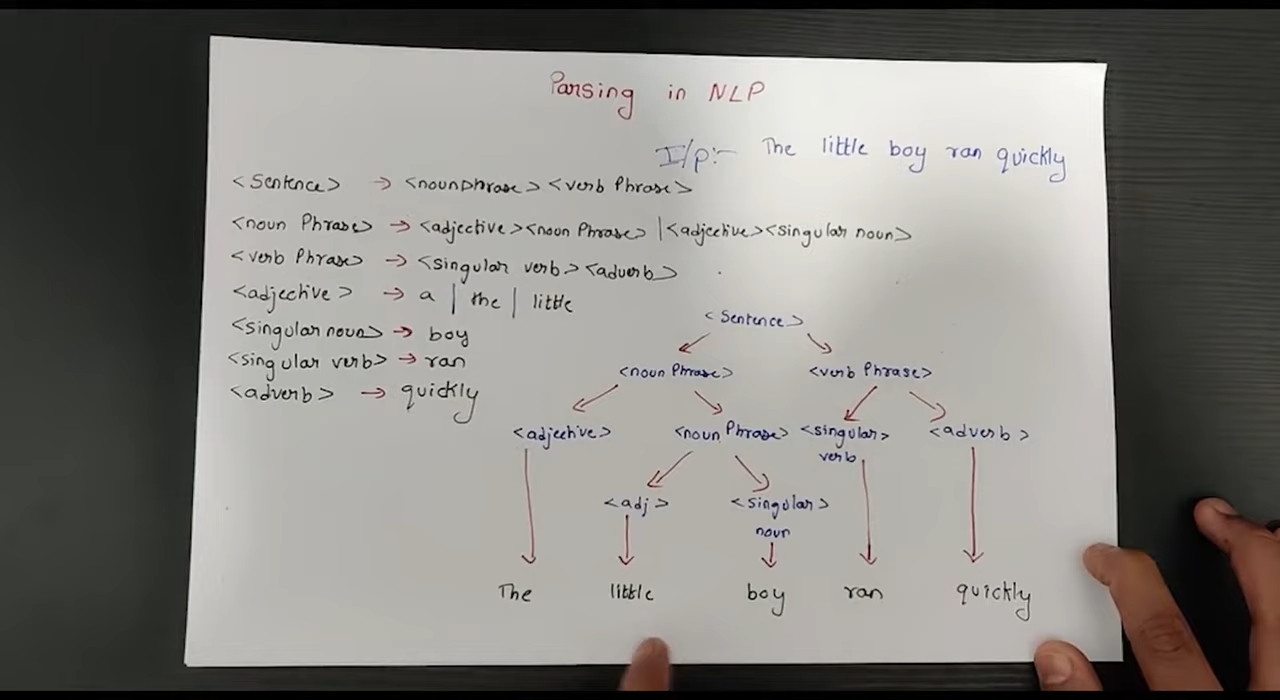 Parsing in NLP
I/p:- The little boy ran quickly
<Sentence> → <nounphrase> <verb Phrase>
<noun Phrase> → <adjective><noun Phrase> | <adjective><singular noun>
<verb Phrase> → <singular verb><adverb>
<adjective> → a | the | little
<singular noun> → boy
<singular verb> → ran
<adverb> → quickly
<Sentence>
<noun Phrase> <verb Phrase>
<adjective> <noun Phrase> <singular> <adverb>
verb
<adj> <singular>
noun
The little boy ran quickly